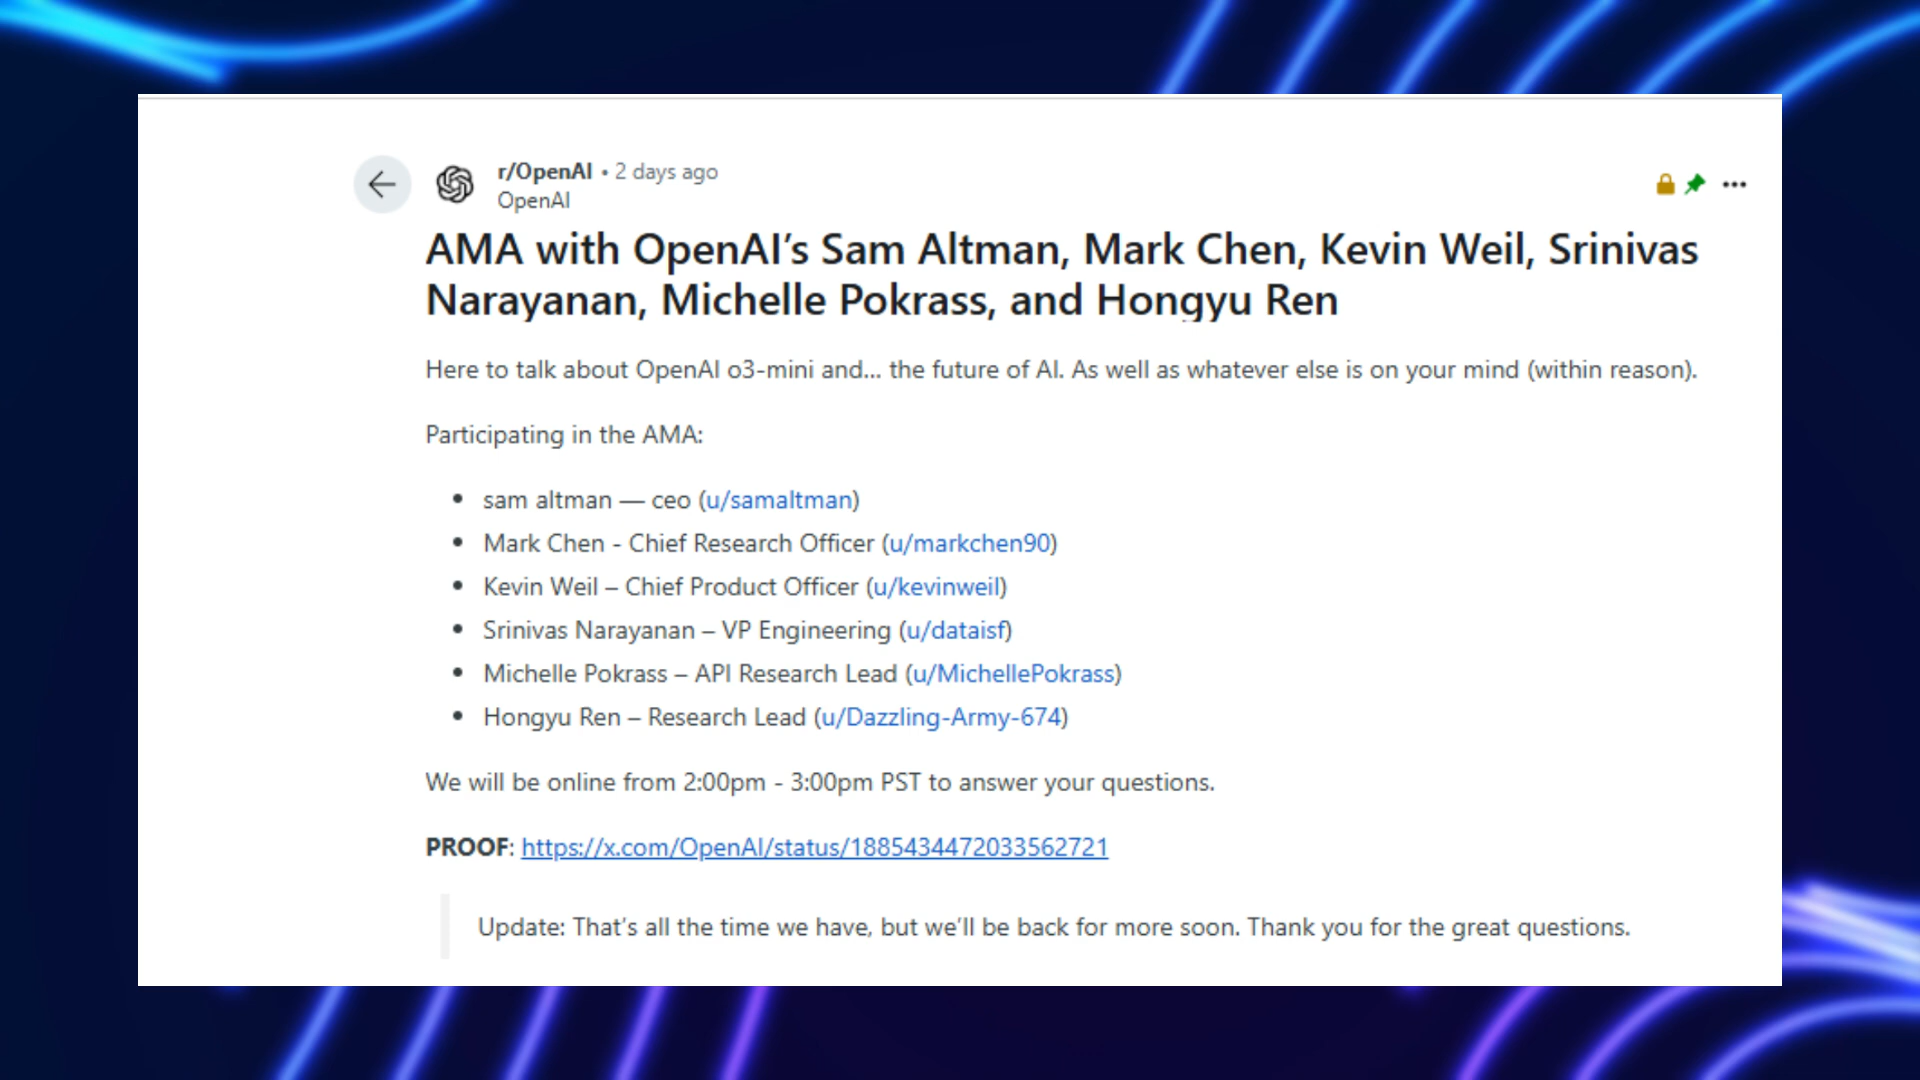 r/OpenAI • 2 days ago
OpenAI
AMA with OpenAI’s Sam Altman, Mark Chen, Kevin Weil, Srinivas
Narayanan, Michelle Pokrass, and Hongyu Ren
Here to talk about OpenAI o3-mini and... the future of AI. As well as whatever else is on your mind (within reason).
Participating in the AMA:
• sam altman — ceo (u/samaltman)
• Mark Chen - Chief Research Officer (u/markchen90)
• Kevin Weil – Chief Product Officer (u/kevinweil)
• Srinivas Narayanan – VP Engineering (u/dataisf)
• Michelle Pokrass – API Research Lead (u/MichellePokrass)
• Hongyu Ren – Research Lead (u/Dazzling-Army-674)
We will be online from 2:00pm - 3:00pm PST to answer your questions.
PROOF: https://x.com/OpenAI/status/1885434472033562721
Update: That’s all the time we have, but we’ll be back for more soon. Thank you for the great questions.